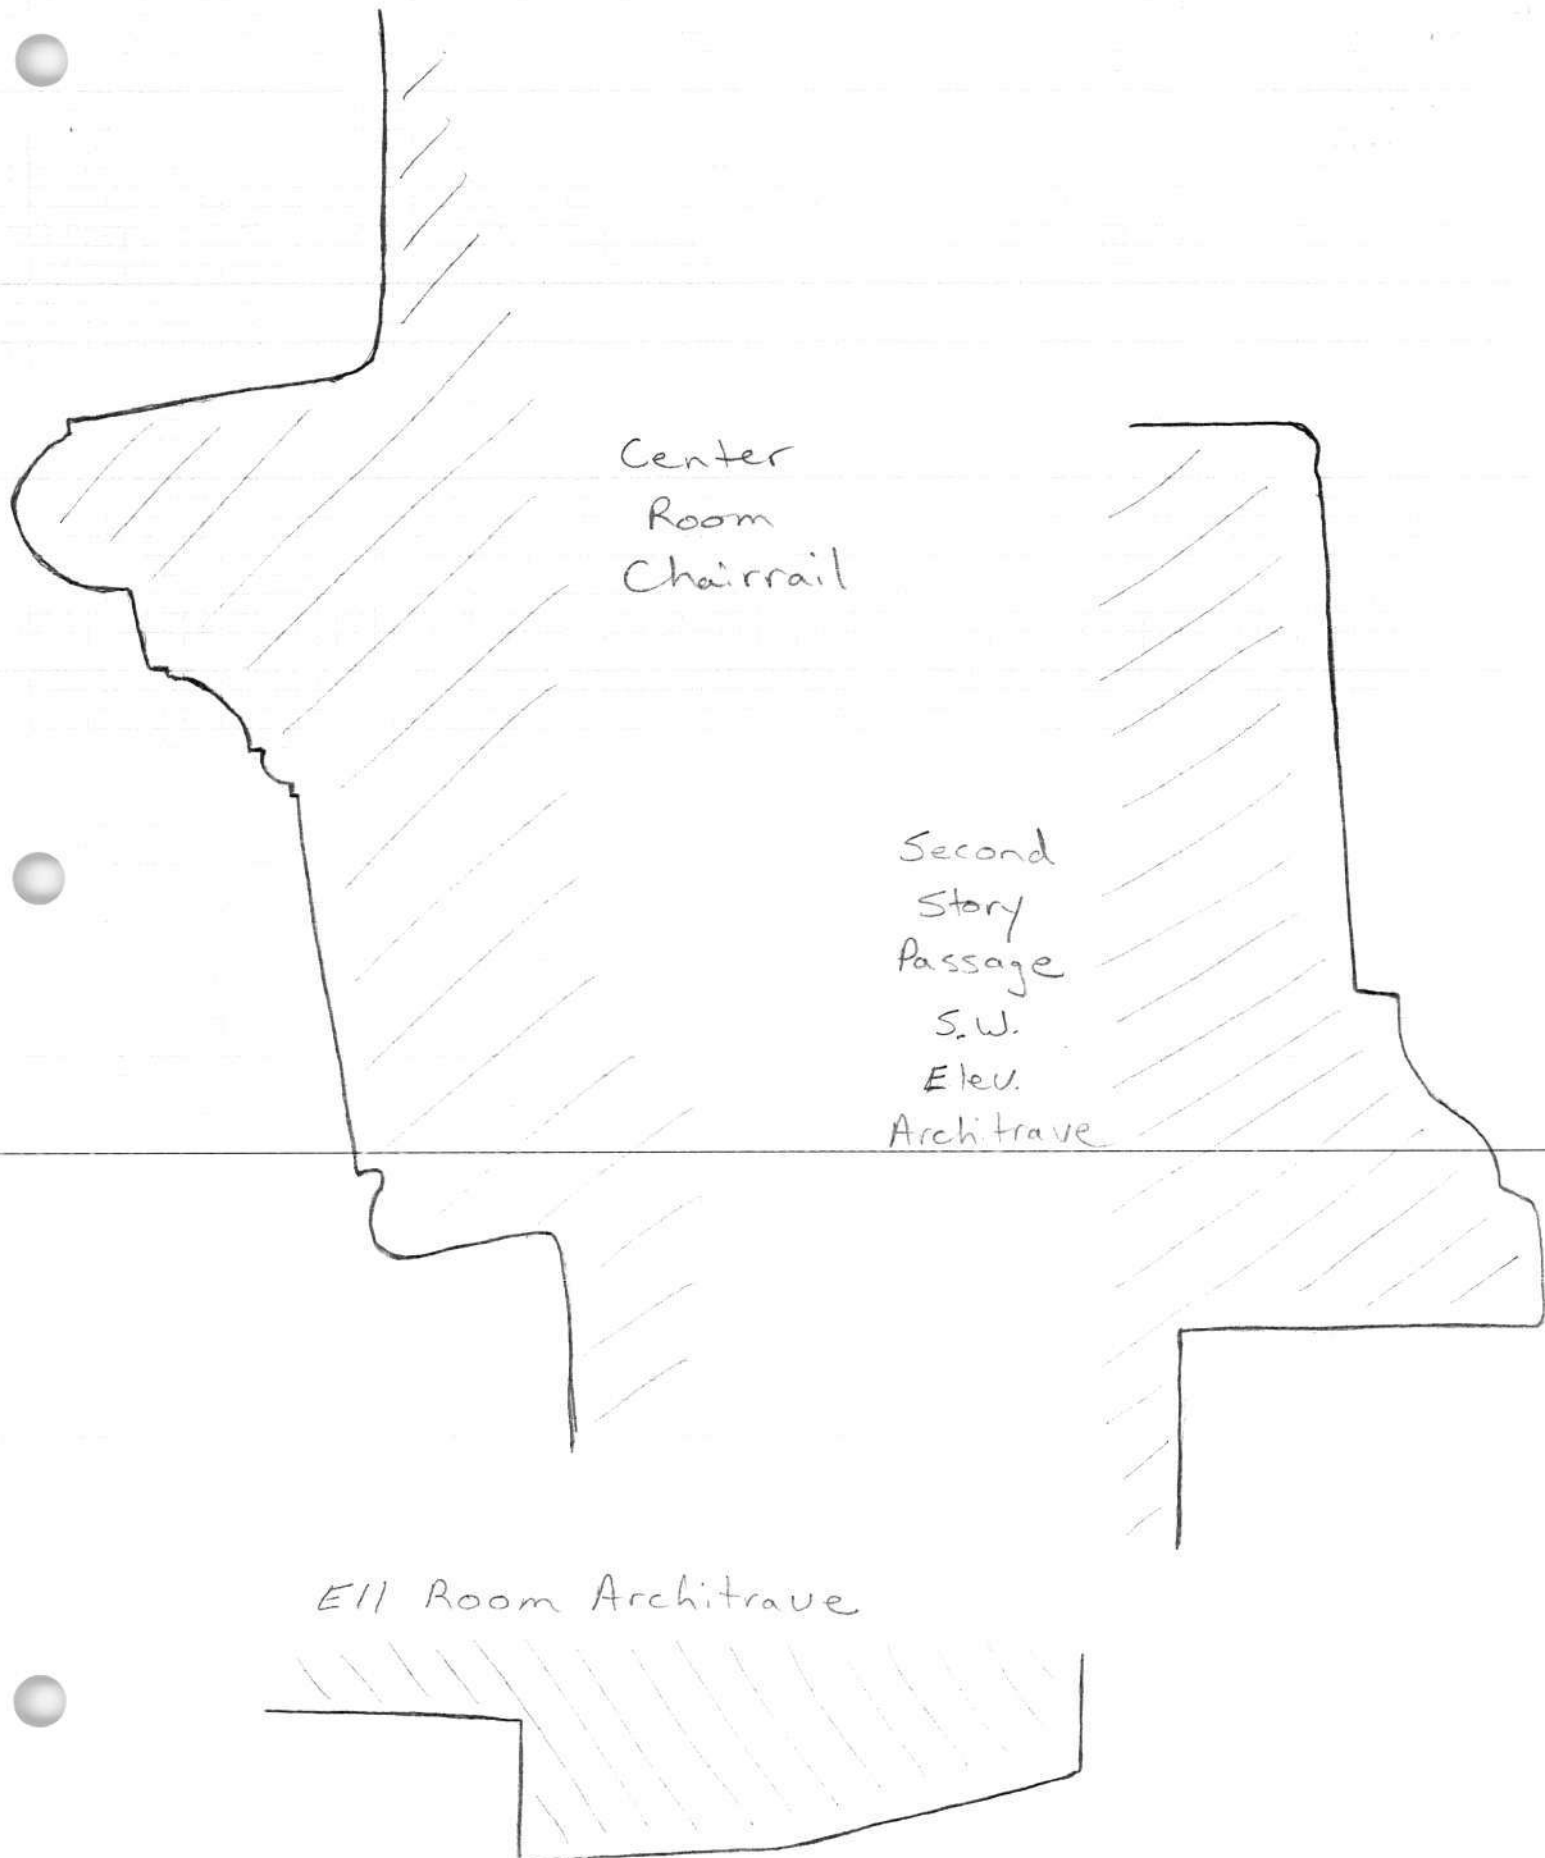 Center
Room
Chairrail
Second
Story
Passage
S.W.
Elev.
Architrave
Ell Room Architrave